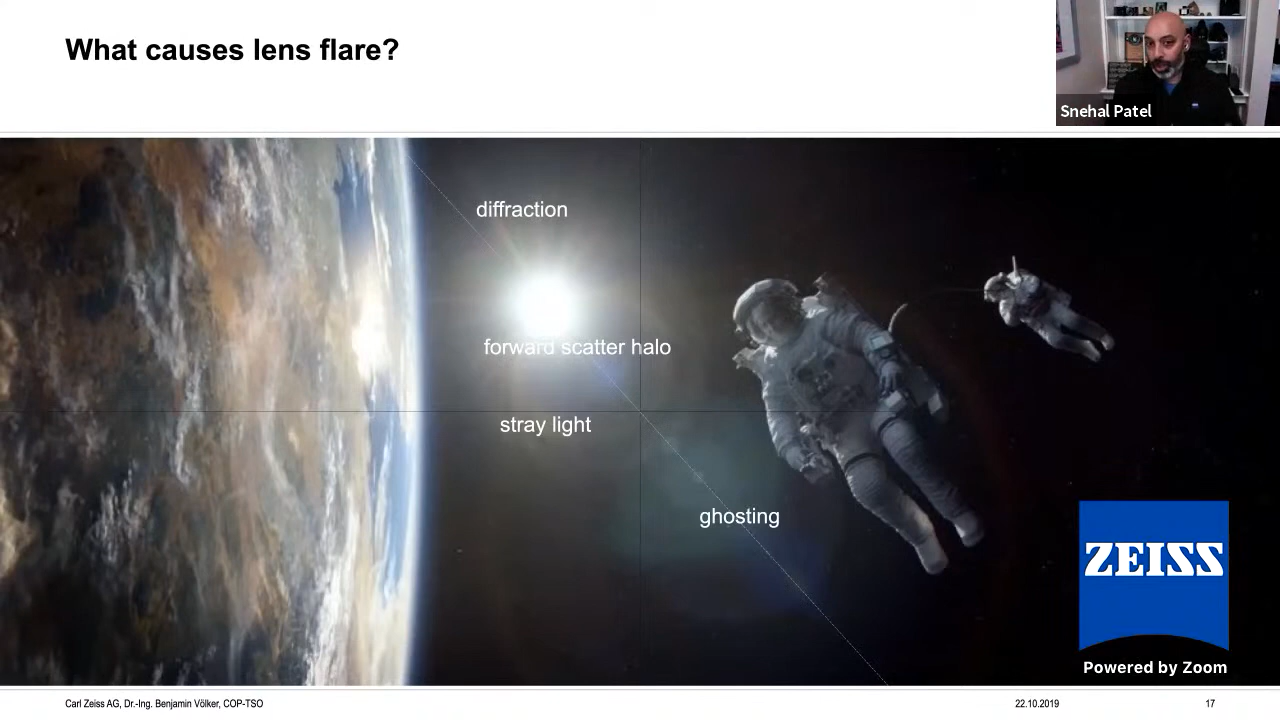 What causes lens flare?
Snehal Patel
diffraction
forward scatter halo
stray light
ghosting
ZEISS
Powered by Zoom
Carl Zeiss AG, Dr.-Ing. Benjamin Völker, COP-TSO
22.10.2019
17